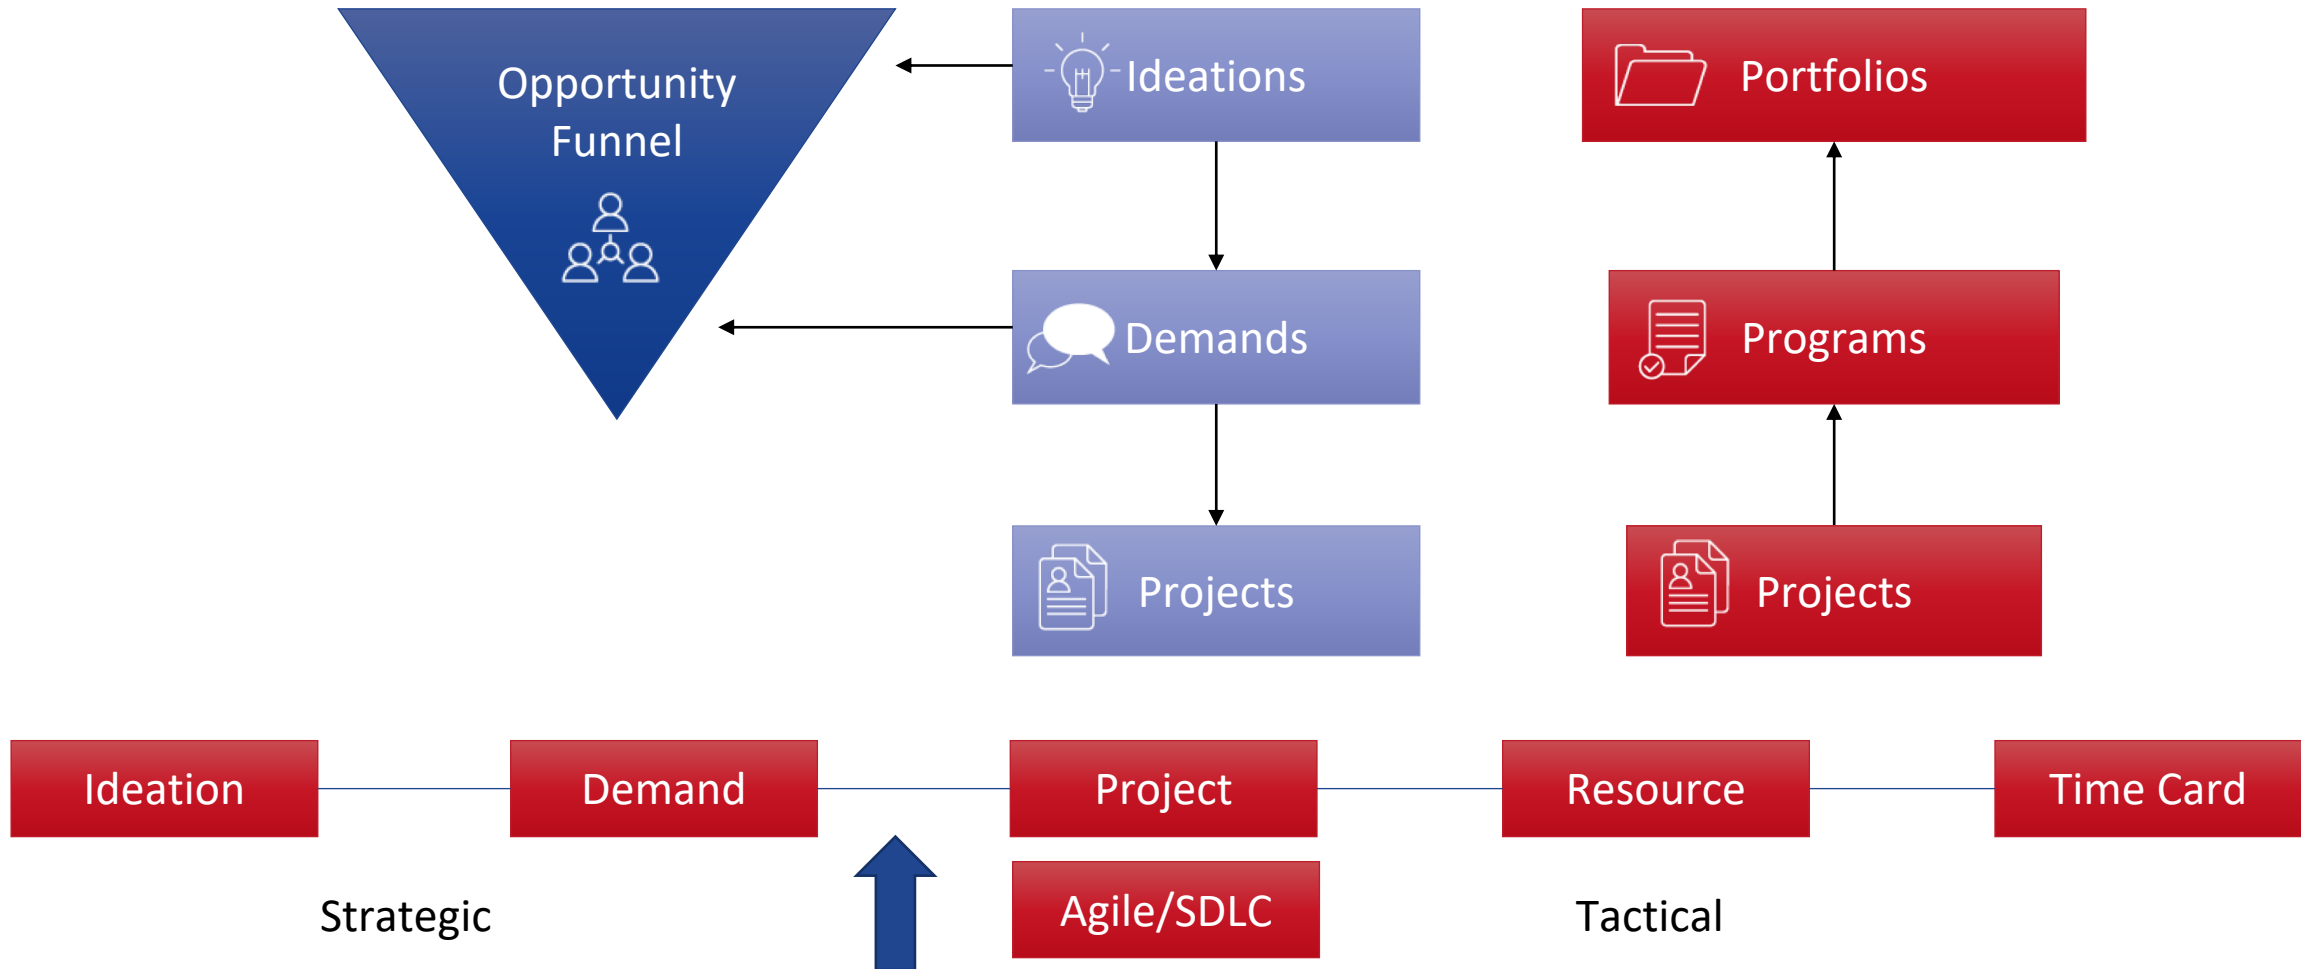 Opportunity
Funnel
Ideations
Portfolios
Demands
Programs
Projects
Projects
Ideation
Demand
Project
Resource
Time Card
Strategic
Agile/SDLC
Tactical